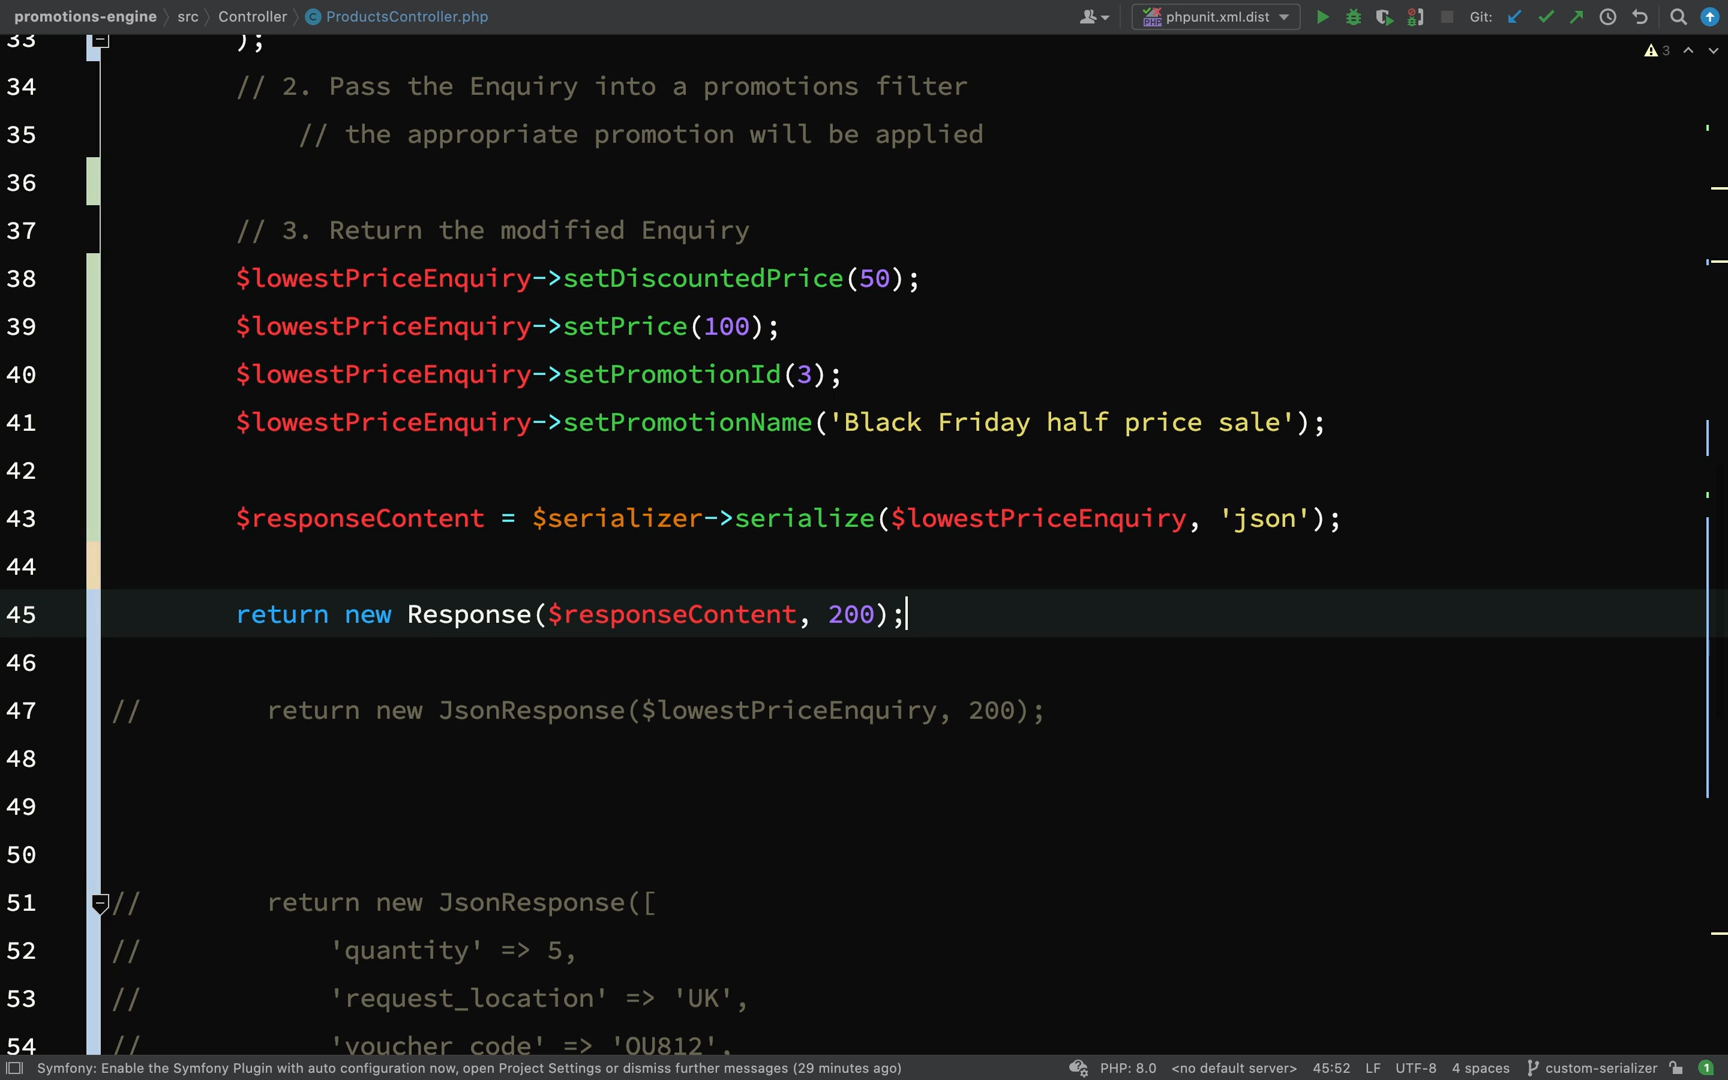 promotions-engine 〉 src 〉 Controller 〉 ProductsController.php
phpunit.xml.dist
Git:
33 );
3
34 // 2. Pass the Enquiry into a promotions filter
35 // the appropriate promotion will be applied
36
37 // 3. Return the modified Enquiry
38 $lowestPriceEnquiry->setDiscountedPrice(50);
39 $lowestPriceEnquiry->setPrice(100);
40 $lowestPriceEnquiry->setPromotionId(3);
41 $lowestPriceEnquiry->setPromotionName('Black Friday half price sale');
42
43 $responseContent = $serializer->serialize($lowestPriceEnquiry, 'json');
44
45 return new Response($responseContent, 200);
46
47 // return new JsonResponse($lowestPriceEnquiry, 200);
48
49
50
51 // return new JsonResponse([
52 // 'quantity' => 5,
53 // 'request_location' => 'UK',
54 // 'voucher_code' => 'OU812',
Symfony: Enable the Symfony Plugin with auto configuration now, open Project Settings or dismiss further messages (29 minutes ago)
PHP: 8.0 <no default server> 45:52 LF UTF-8 4 spaces custom-serializer 1